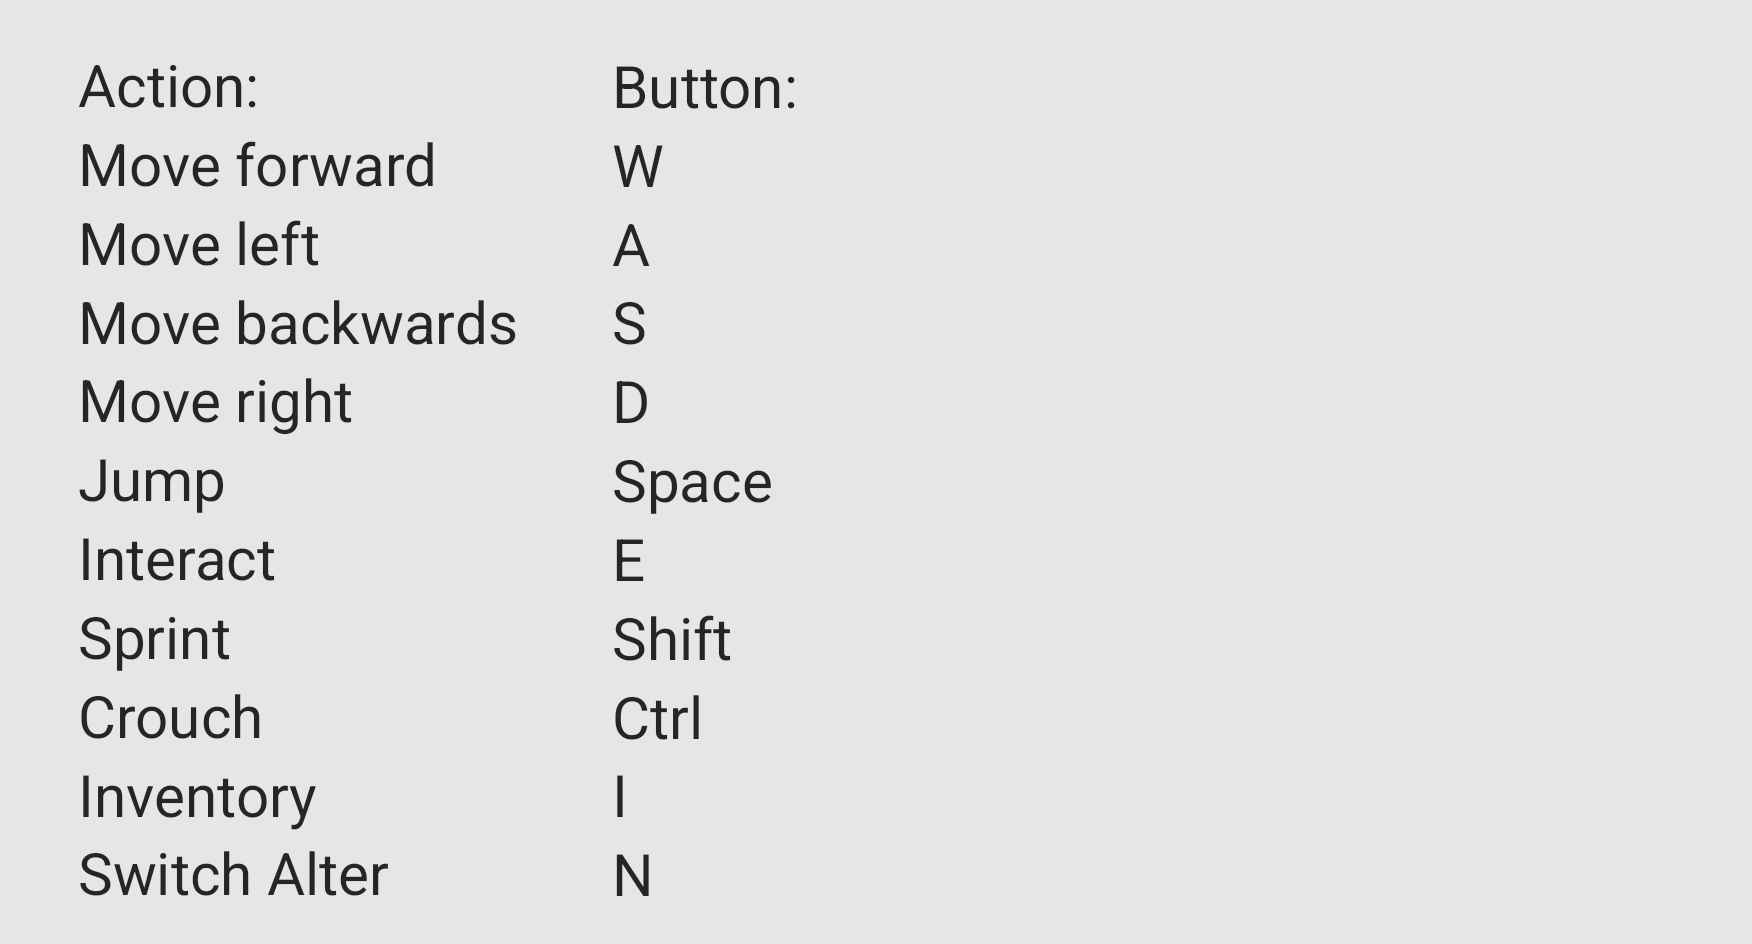 Action: Button:
Move forward W
Move left A
Move backwards S
Move right D
Jump Space
Interact E
Sprint Shift
Crouch Ctrl
Inventory I
Switch Alter N